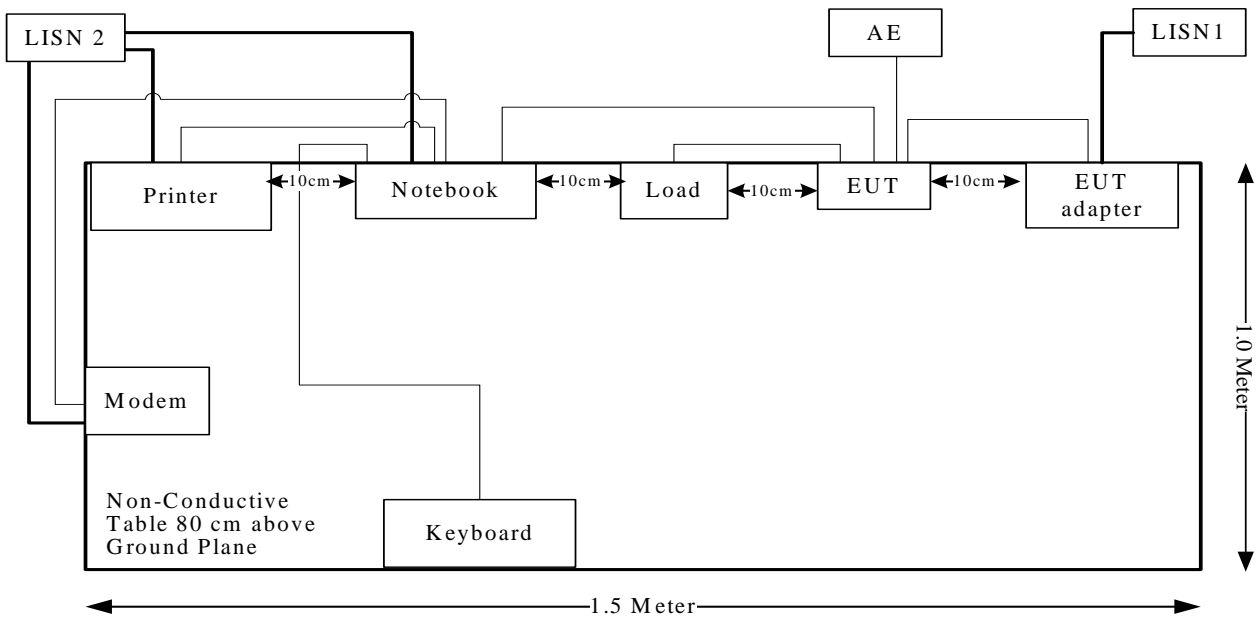 LISN 2
AE
LISN1
Printer
10cm
Notebook
10cm
Load
10cm
EUT
10cm
EUT
adapter
1.0 Meter
Modem
Non-Conductive
Table 80 cm above
Ground Plane
Keyboard
1.5 Meter